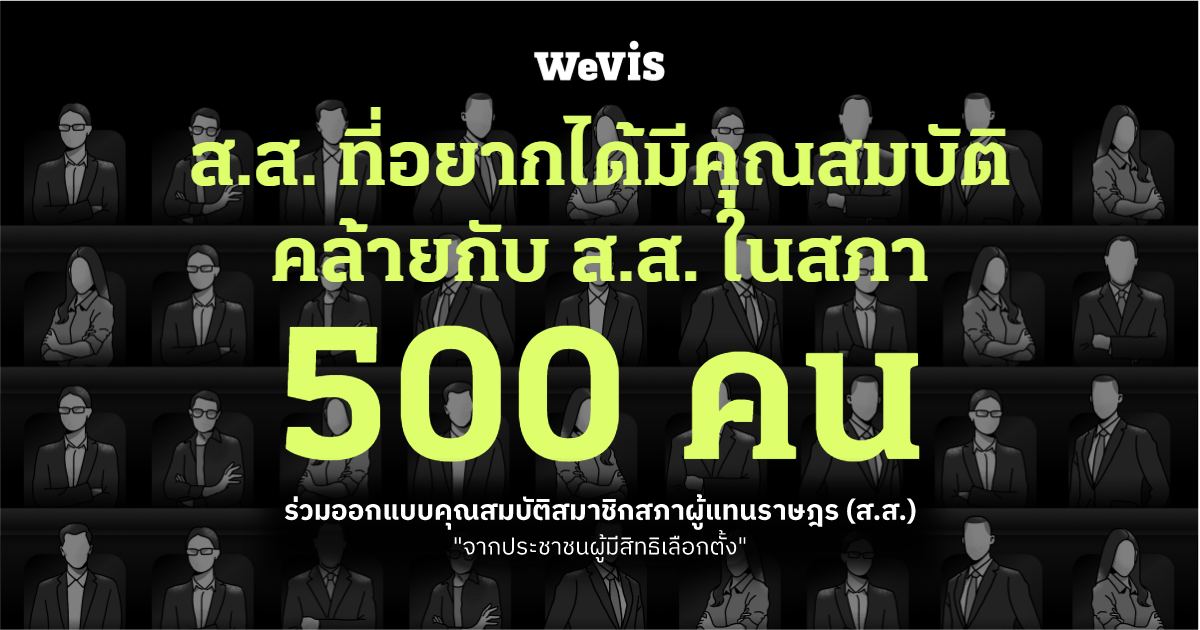 WeVIS
ส.ส. ที่อยากได้มีคุณสมบัติ
คล้ายกับ ส.ส. ในสภา
500 คน
ร่วมออกแบบคุณสมบัติสมาชิกสภาผู้แทนราษฎร (ส.ส.)
"จากประชาชนผู้มีสิทธิเลือกตั้ง"